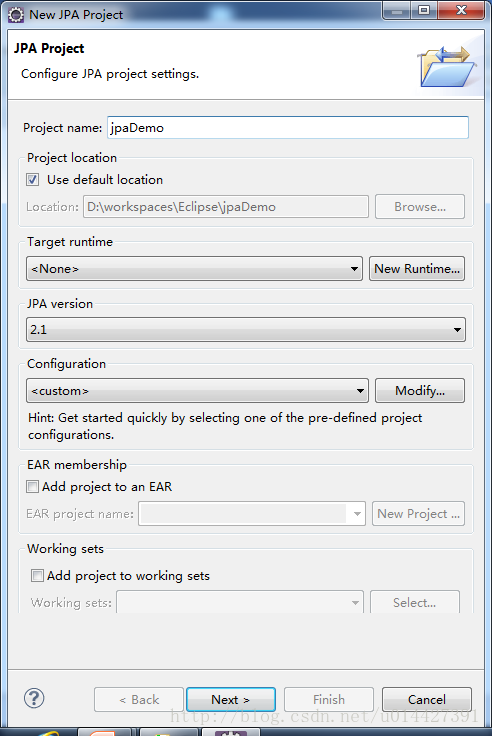 New JPA Project
JPA Project
Configure JPA project settings.
Project name: jpaDemo
Project location
Use default location
Location: D:\workspaces\Eclipse\jpaDemo Browse...
Target runtime
<None> New Runtime...
JPA version
2.1
Configuration
<custom> Modify...
Hint: Get started quickly by selecting one of the pre-defined project
configurations.
EAR membership
Add project to an EAR
EAR project name: New Project ...
Working sets
Add project to working sets
Working sets: Select...
? < Back Next > Finish Cancel
http://blog.csdn.net/u014427391